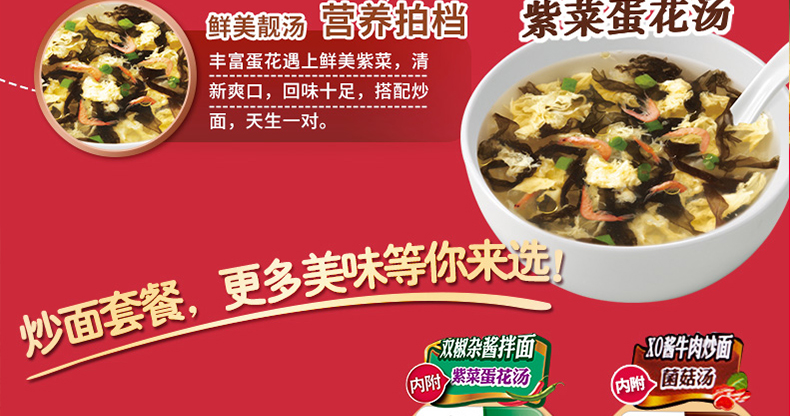 鲜美靓汤 营养拍档
丰富蛋花遇上鲜美紫菜，清
新爽口，回味十足，搭配炒
面，天生一对。
紫菜蛋花汤
炒面套餐，更多美味等你来选！
双椒杂酱拌面
内附 紫菜蛋花汤
XO酱牛肉炒面
内附 菌菇汤